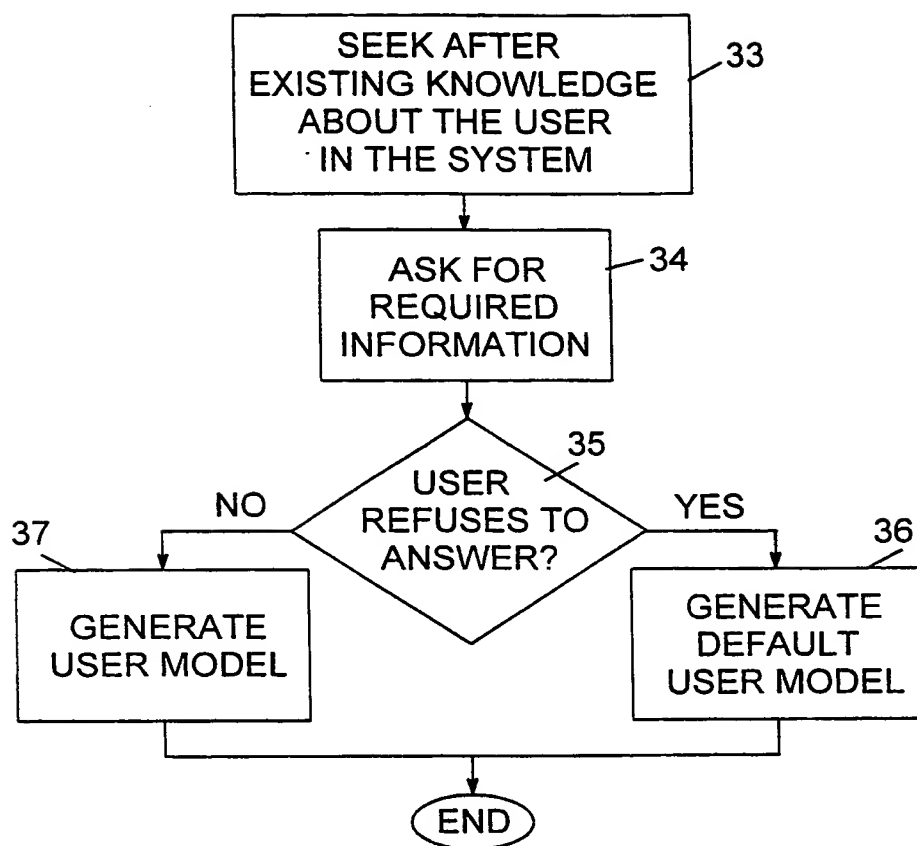 SEEK AFTER
EXISTING KNOWLEDGE
ABOUT THE USER
IN THE SYSTEM
33
ASK FOR
REQUIRED
INFORMATION
34
USER
REFUSES TO
ANSWER?
35
NO
YES
37
GENERATE
USER MODEL
36
GENERATE
DEFAULT
USER MODEL
END